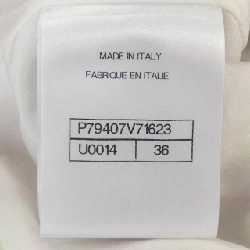 MADE IN ITALY
FABRIQUE EN ITALIE
P79407V71623
U0014 36